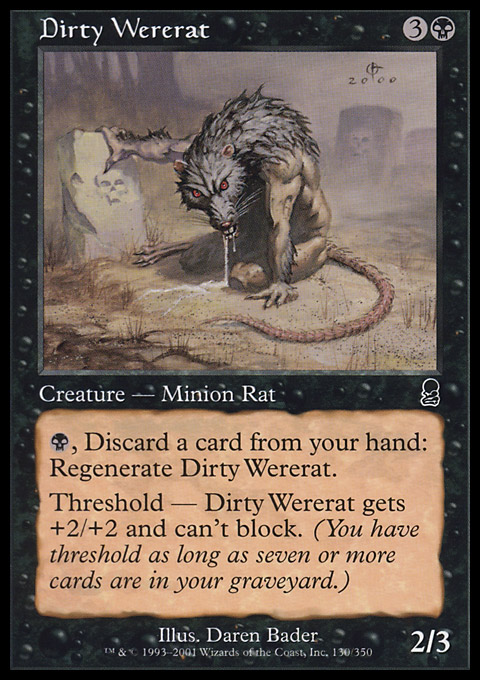 Dirty Wererat
3
2000
Creature — Minion Rat
, Discard a card from your hand:
Regenerate Dirty Wererat.
Threshold — Dirty Wererat gets
+2/+2 and can't block. (You have
threshold as long as seven or more
cards are in your graveyard.)
Illus. Daren Bader
™ & © 1993–2001 Wizards of the Coast, Inc. 130/350
2/3